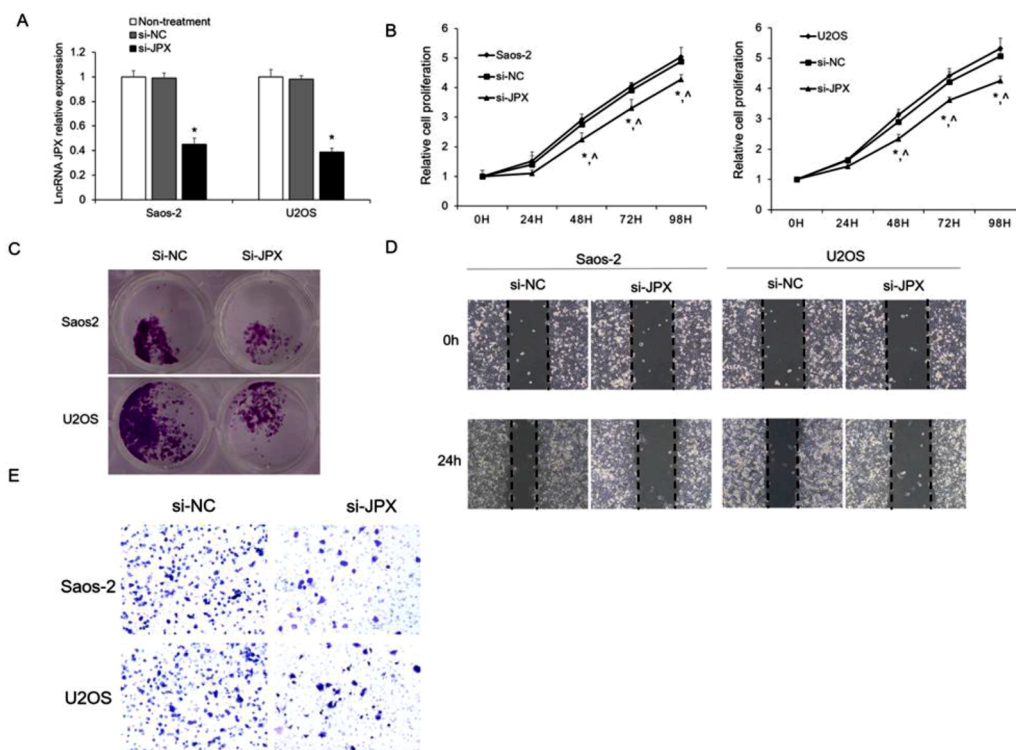 A
Non-treatment
si-NC
si-JPX
LncRNA JPX relative expression
1.2
1
0.8
0.6
0.4
0.2
0
*
*
Saos-2
U2OS
B
Relative cell proliferation
6
5
4
3
2
1
0
Saos-2
si-NC
si-JPX
*,^
*,^
*,^
0H
24H
48H
72H
98H
Relative cell proliferation
6
5
4
3
2
1
0
U2OS
si-NC
si-JPX
*,^
*,^
*,^
0H
24H
48H
72H
98H
C
Si-NC
Si-JPX
Saos2
U2OS
D
Saos-2
U2OS
si-NC
si-JPX
si-NC
si-JPX
0h
24h
E
si-NC
si-JPX
Saos-2
U2OS